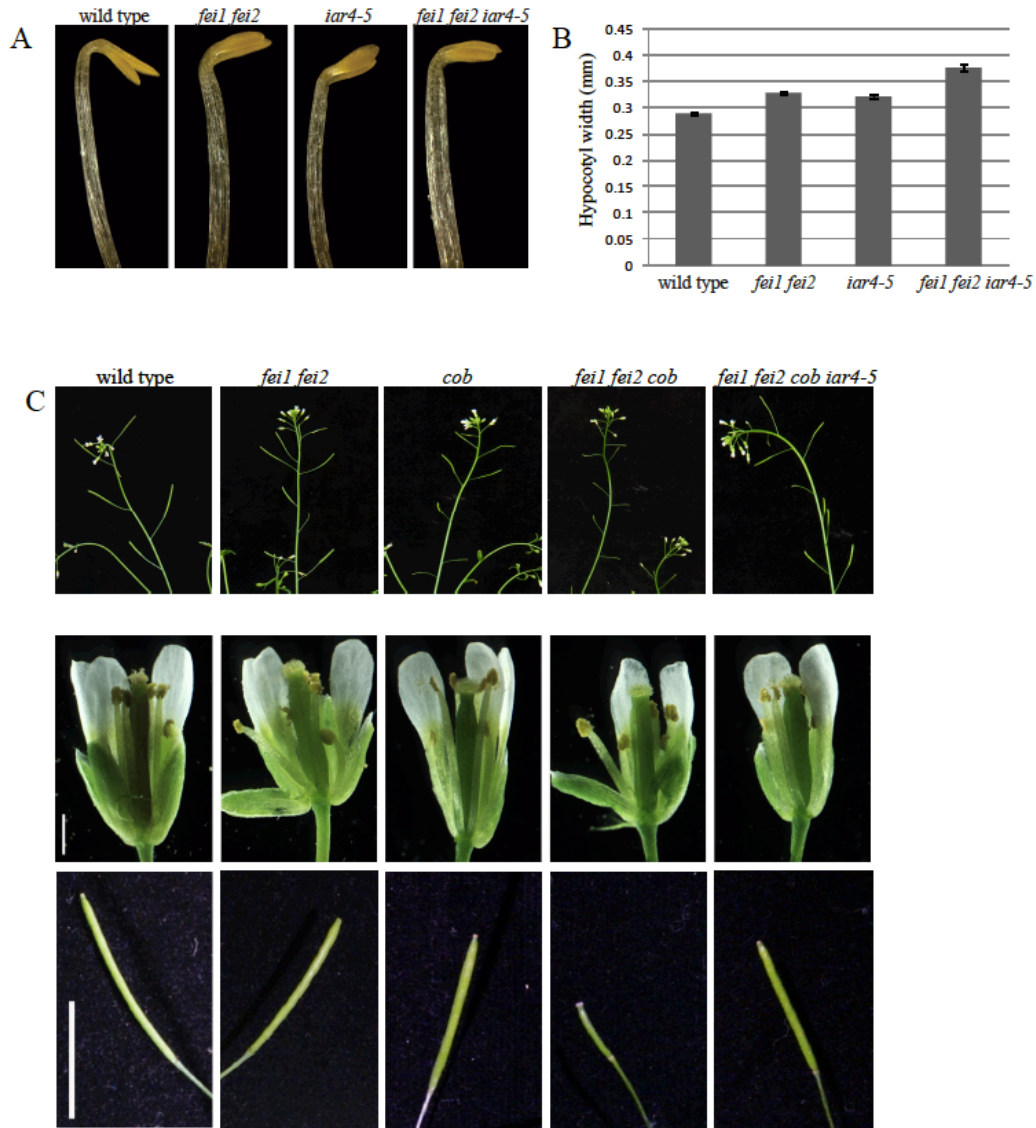 A
wild type
fei1 fei2
iar4-5
fei1 fei2 iar4-5
B
Hypocotyl width (mm)
0.45
0.4
0.35
0.3
0.25
0.2
0.15
0.1
0.05
0
wild type
fei1 fei2
iar4-5
fei1 fei2 iar4-5
C
wild type
fei1 fei2
cob
fei1 fei2 cob
fei1 fei2 cob iar4-5